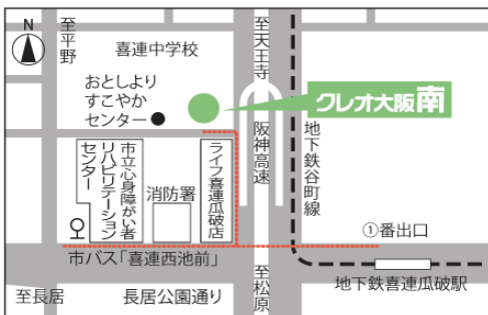 N
至平野
喜連中学校
至天王寺
おとしより
すこやか
センター
クレオ大阪南
阪神高速
地下鉄谷町線
市立心身障がい者
リハビリテーション
センター
消防署
ライフ喜連瓜破店
①番出口
市バス「喜連西池前」
至松原
地下鉄喜連瓜破駅
至長居
長居公園通り